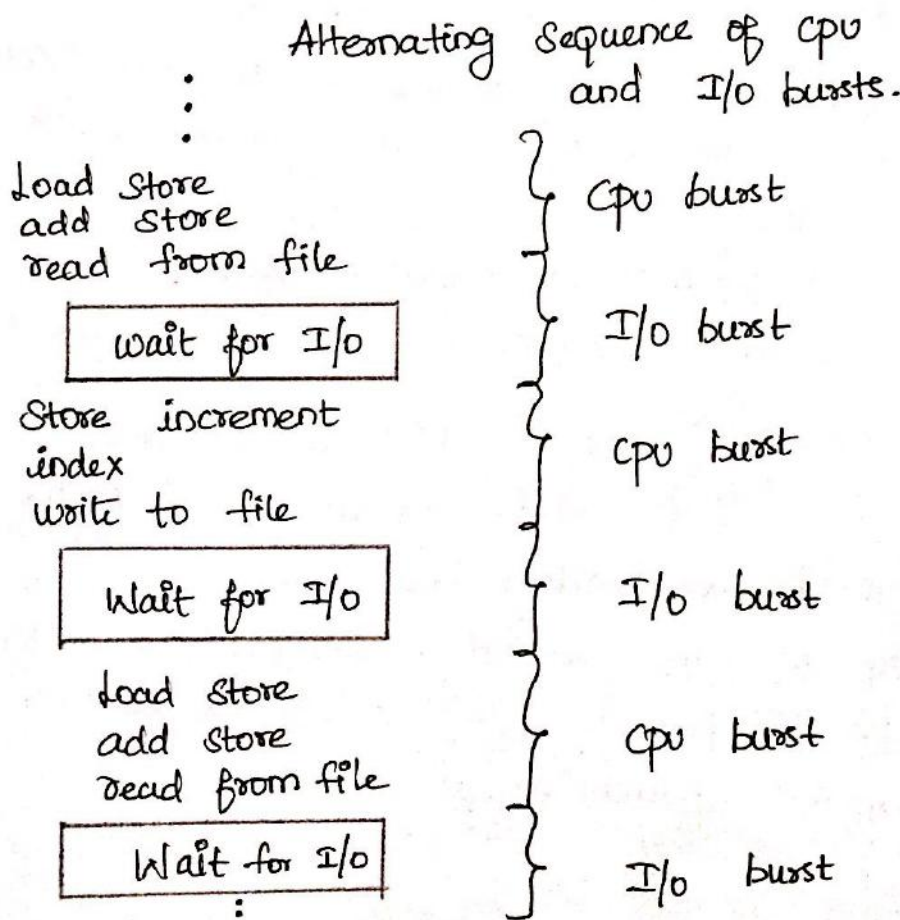 Alternating Sequence of CPU
and I/O bursts.
Load Store
add Store
read from file
CPU burst
wait for I/O
I/O burst
Store increment
index
write to file
CPU burst
Wait for I/O
I/O burst
Load Store
add store
read from file
CPU burst
Wait for I/O
I/O burst